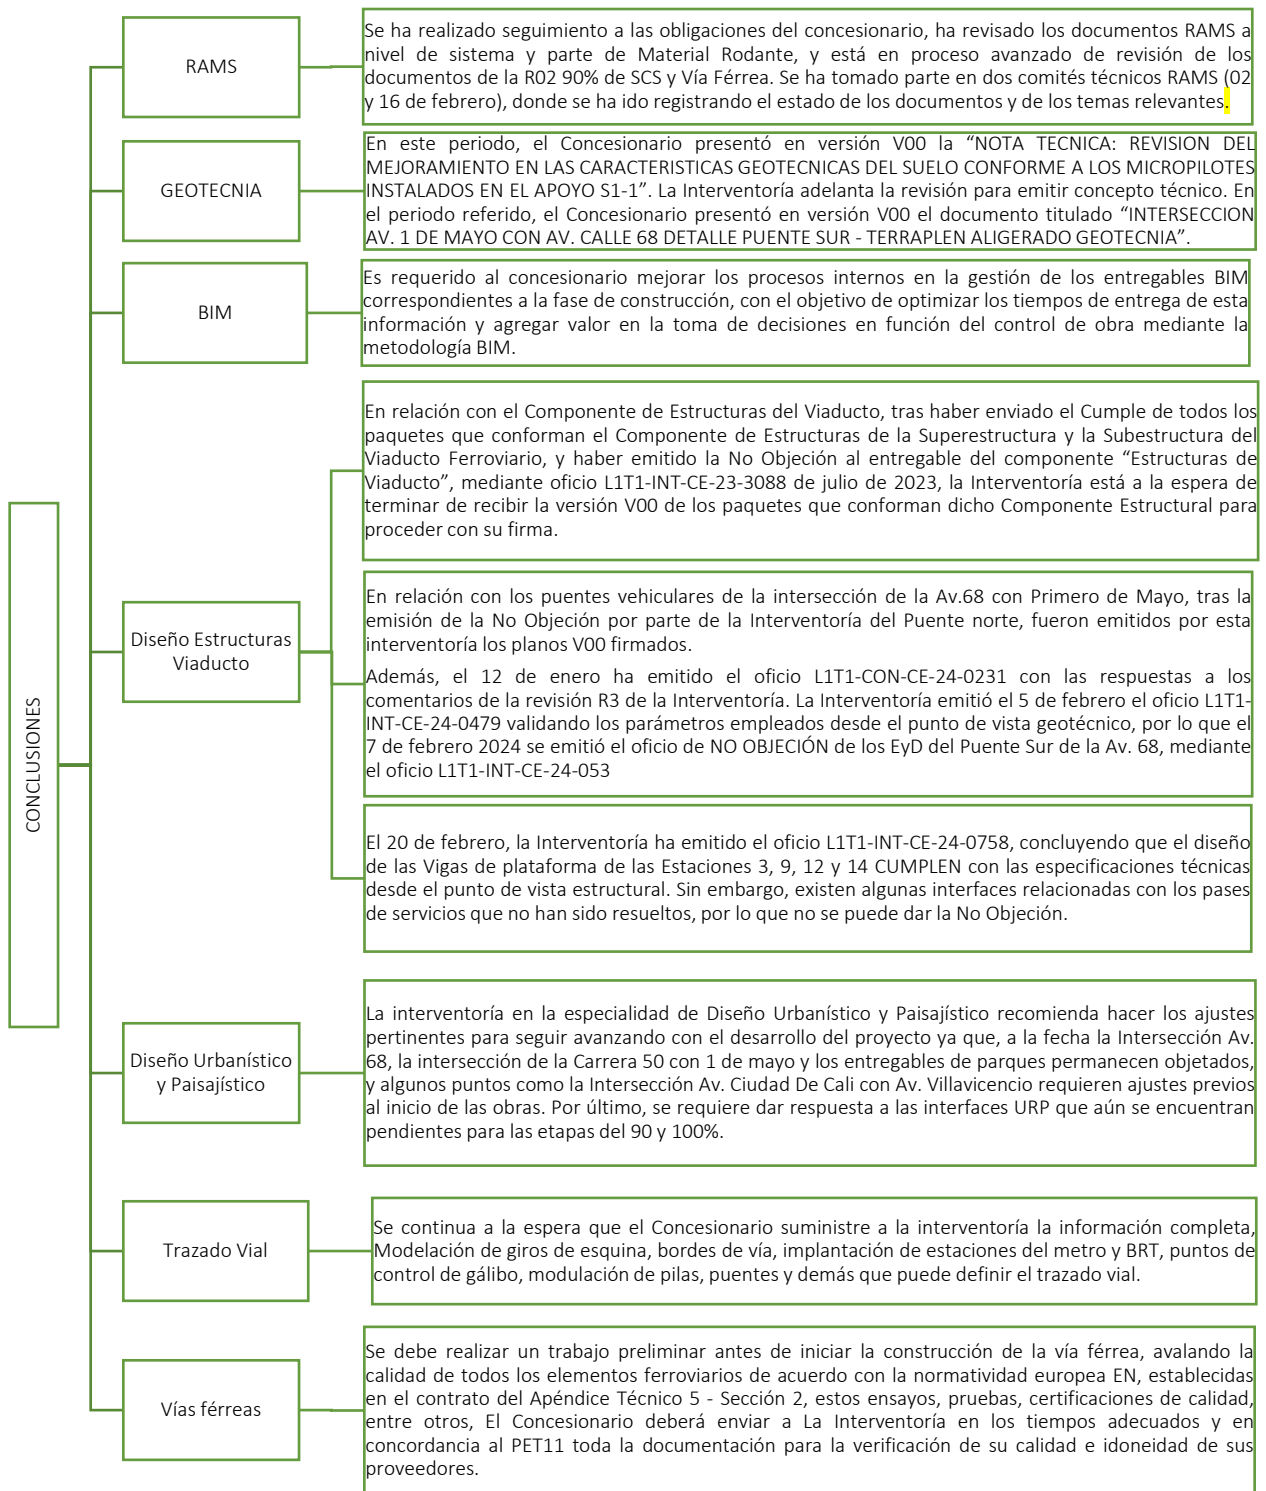 CONCLUSIONES
RAMS
Se ha realizado seguimiento a las obligaciones del concesionario, ha revisado los documentos RAMS a
nivel de sistema y parte de Material Rodante, y está en proceso avanzado de revisión de los
documentos de la R02 90% de SCS y Vía Férrea. Se ha tomado parte en dos comités técnicos RAMS (02
y 16 de febrero), donde se ha ido registrando el estado de los documentos y de los temas relevantes.
GEOTECNIA
En este periodo, el Concesionario presentó en versión V00 la “NOTA TECNICA: REVISION DEL
MEJORAMIENTO EN LAS CARACTERISTICAS GEOTECNICAS DEL SUELO CONFORME A LOS MICROPILOTES
INSTALADOS EN EL APOYO S1-1”. La Interventoría adelanta la revisión para emitir concepto técnico. En
el periodo referido, el Concesionario presentó en versión V00 el documento titulado “INTERSECCION
AV. 1 DE MAYO CON AV. CALLE 68 DETALLE PUENTE SUR - TERRAPLEN ALIGERADO GEOTECNIA”.
BIM
Es requerido al concesionario mejorar los procesos internos en la gestión de los entregables BIM
correspondientes a la fase de construcción, con el objetivo de optimizar los tiempos de entrega de esta
información y agregar valor en la toma de decisiones en función del control de obra mediante la
metodología BIM.
Diseño Estructuras
Viaducto
En relación con el Componente de Estructuras del Viaducto, tras haber enviado el Cumple de todos los
paquetes que conforman el Componente de Estructuras de la Superestructura y la Subestructura del
Viaducto Ferroviario, y haber emitido la No Objeción al entregable del componente “Estructuras de
Viaducto”, mediante oficio L1T1-INT-CE-23-3088 de julio de 2023, la Interventoría está a la espera de
terminar de recibir la versión V00 de los paquetes que conforman dicho Componente Estructural para
proceder con su firma.
En relación con los puentes vehiculares de la intersección de la Av.68 con Primero de Mayo, tras la
emisión de la No Objeción por parte de la Interventoría del Puente norte, fueron emitidos por esta
interventoría los planos V00 firmados.
Además, el 12 de enero ha emitido el oficio L1T1-CON-CE-24-0231 con las respuestas a los
comentarios de la revisión R3 de la Interventoría. La Interventoría emitió el 5 de febrero el oficio L1T1-
INT-CE-24-0479 validando los parámetros empleados desde el punto de vista geotécnico, por lo que el
7 de febrero 2024 se emitió el oficio de NO OBJECIÓN de los EyD del Puente Sur de la Av. 68, mediante
el oficio L1T1-INT-CE-24-053
El 20 de febrero, la Interventoría ha emitido el oficio L1T1-INT-CE-24-0758, concluyendo que el diseño
de las Vigas de plataforma de las Estaciones 3, 9, 12 y 14 CUMPLEN con las especificaciones técnicas
desde el punto de vista estructural. Sin embargo, existen algunas interfaces relacionadas con los pases
de servicios que no han sido resueltos, por lo que no se puede dar la No Objeción.
Diseño Urbanístico
y Paisajístico
La interventoría en la especialidad de Diseño Urbanístico y Paisajístico recomienda hacer los ajustes
pertinentes para seguir avanzando con el desarrollo del proyecto ya que, a la fecha la Intersección Av.
68, la intersección de la Carrera 50 con 1 de mayo y los entregables de parques permanecen objetados,
y algunos puntos como la Intersección Av. Ciudad De Cali con Av. Villavicencio requieren ajustes previos
al inicio de las obras. Por último, se requiere dar respuesta a las interfaces URP que aún se encuentran
pendientes para las etapas del 90 y 100%.
Trazado Vial
Se continua a la espera que el Concesionario suministre a la interventoría la información completa,
Modelación de giros de esquina, bordes de vía, implantación de estaciones del metro y BRT, puntos de
control de gálibo, modulación de pilas, puentes y demás que puede definir el trazado vial.
Vías férreas
Se debe realizar un trabajo preliminar antes de iniciar la construcción de la vía férrea, avalando la
calidad de todos los elementos ferroviarios de acuerdo con la normatividad europea EN, establecidas
en el contrato del Apéndice Técnico 5 - Sección 2, estos ensayos, pruebas, certificaciones de calidad,
entre otros, El Concesionario deberá enviar a La Interventoría en los tiempos adecuados y en
concordancia al PET11 toda la documentación para la verificación de su calidad e idoneidad de sus
proveedores.